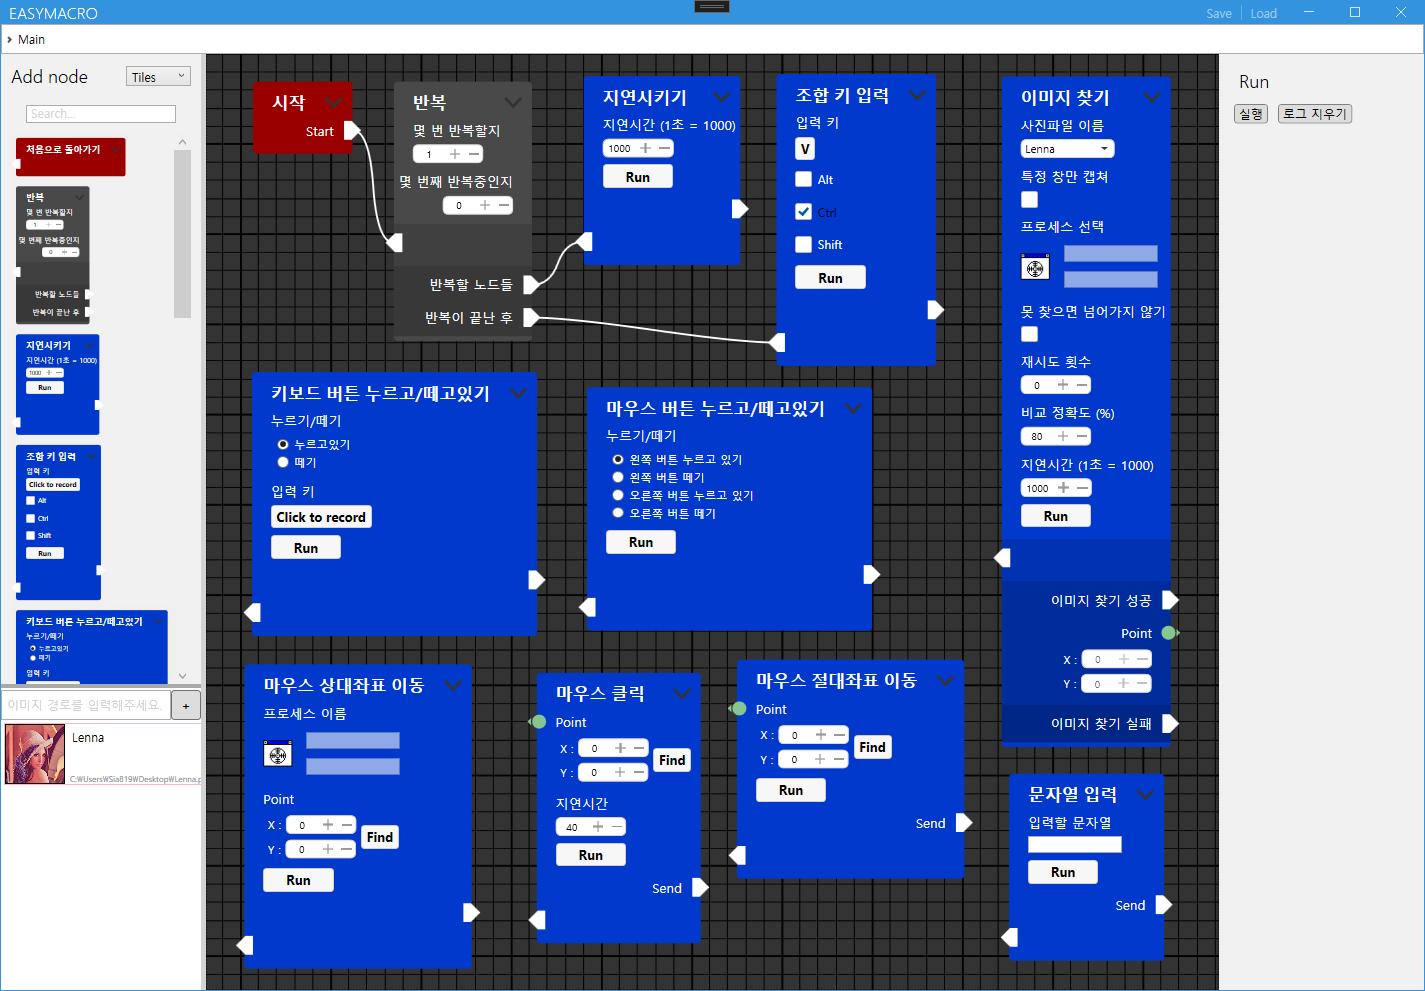 EASYMACRO
Save
Load
Main
Add node
Tiles
Search...
처음으로 돌아가기
반복
몇 번 반복할지
1
몇 번째 반복중인지
0
반복할 노드들
반복이 끝난 후
지연시키기
지연시간 (1초 = 1000)
1000
Run
조합 키 입력
입력 키
Click to record
Alt
Ctrl
Shift
Run
키보드 버튼 누르고/떼고있기
누르기/떼기
누르고있기
떼기
입력 키
이미지 경로를 입력해주세요.
+
Lenna
C:₩Users₩Sia819₩Desktop₩Lenna.p
시작
Start
반복
몇 번 반복할지
1
몇 번째 반복중인지
0
반복할 노드들
반복이 끝난 후
지연시키기
지연시간 (1초 = 1000)
1000
Run
조합 키 입력
입력 키
V
Alt
Ctrl
Shift
Run
이미지 찾기
사진파일 이름
Lenna
특정 창만 캡쳐
프로세스 선택
못 찾으면 넘어가지 않기
재시도 횟수
0
비교 정확도 (%)
80
지연시간 (1초 = 1000)
1000
Run
이미지 찾기 성공
Point
X : 0
Y : 0
이미지 찾기 실패
키보드 버튼 누르고/떼고있기
누르기/떼기
누르고있기
떼기
입력 키
Click to record
Run
마우스 버튼 누르고/떼고있기
누르기/떼기
왼쪽 버튼 누르고 있기
왼쪽 버튼 떼기
오른쪽 버튼 누르고 있기
오른쪽 버튼 떼기
Run
마우스 상대좌표 이동
프로세스 이름
Point
X : 0
Y : 0
Find
Run
마우스 클릭
Point
X : 0
Y : 0
Find
지연시간
40
Run
Send
마우스 절대좌표 이동
Point
X : 0
Y : 0
Find
Run
Send
문자열 입력
입력할 문자열
Run
Send
Run
실행
로그 지우기